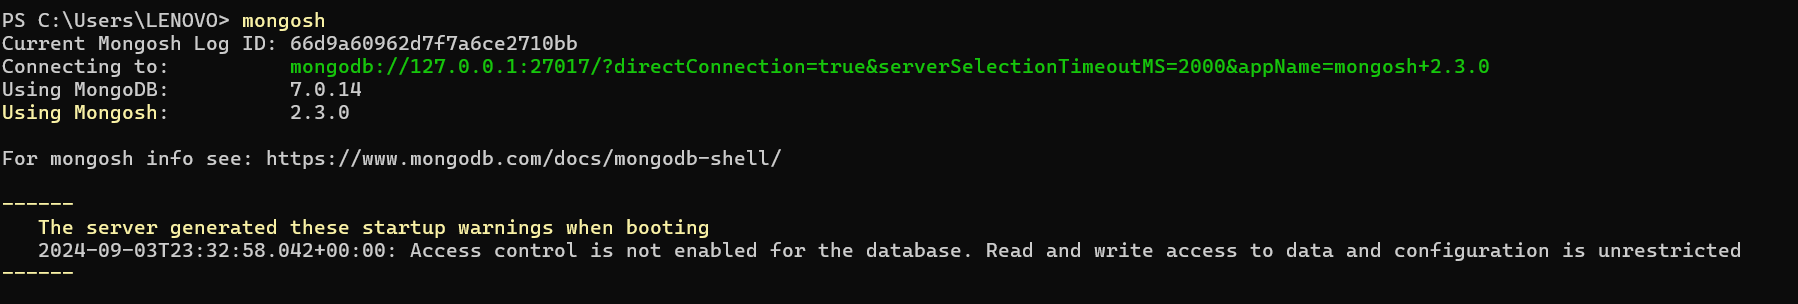 PS C:\Users\LENOVO> mongosh
Current Mongosh Log ID: 66d9a60962d7f7a6ce2710bb
Connecting to:          mongodb://127.0.0.1:27017/?directConnection=true&serverSelectionTimeoutMS=2000&appName=mongosh+2.3.0
Using MongoDB:          7.0.14
Using Mongosh:          2.3.0
For mongosh info see: https://www.mongodb.com/docs/mongodb-shell/
------
   The server generated these startup warnings when booting
   2024-09-03T23:32:58.042+00:00: Access control is not enabled for the database. Read and write access to data and configuration is unrestricted
------